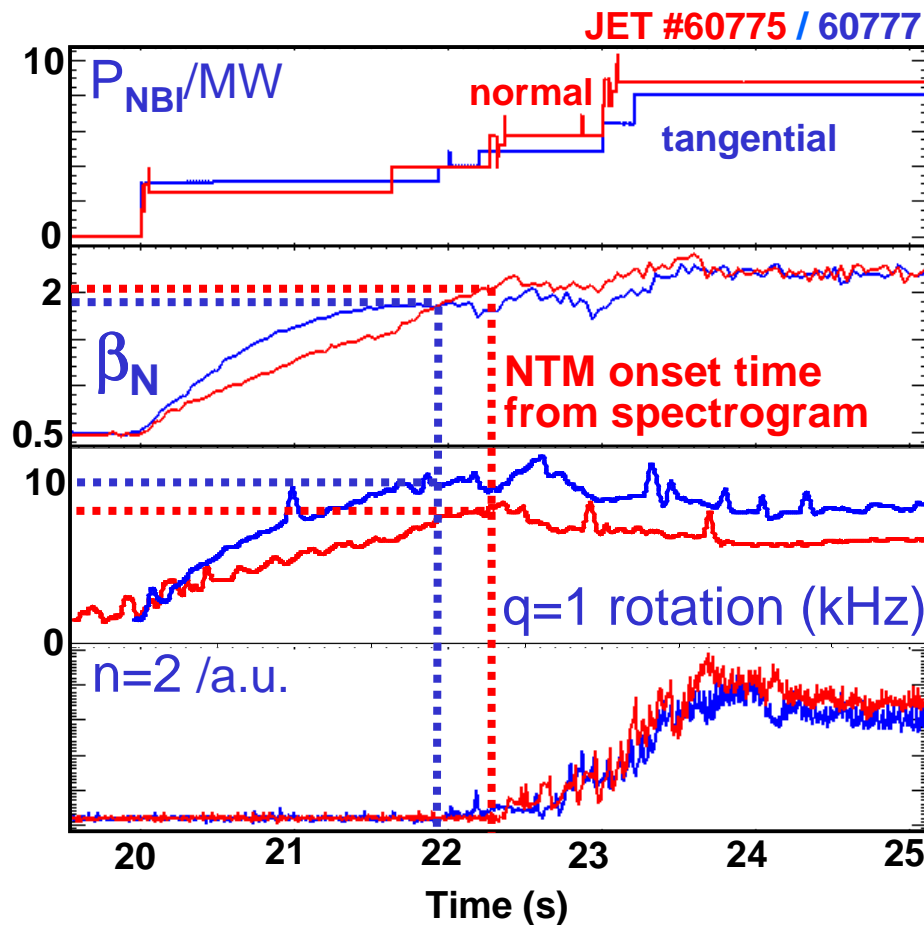 JET #60775 / 60777
10
P_NBI/MW
normal
tangential
0
2
β_N
NTM onset time
from spectrogram
0.5
10
q=1 rotation (kHz)
0
n=2 /a.u.
20 21 22 23 24 25
Time (s)